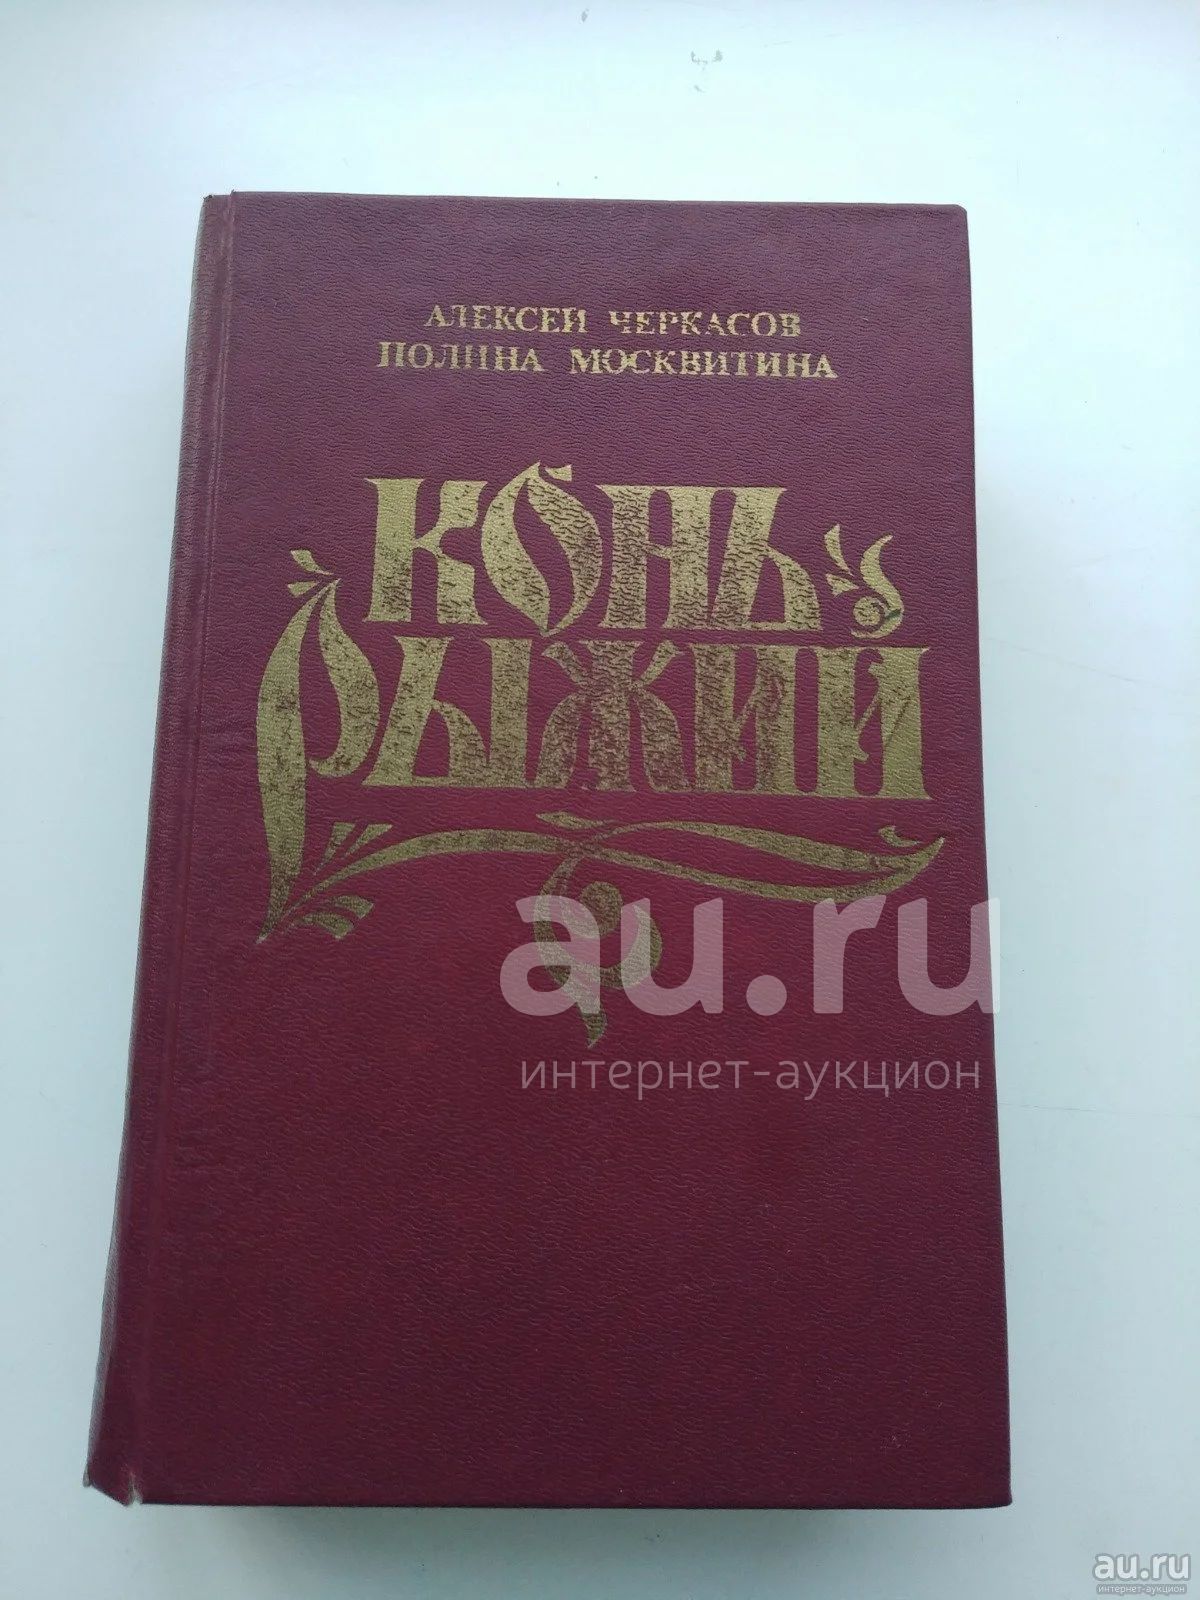 АЛЕКСЕЙ ЧЕРКАСОВ
ПОЛИНА МОСКВИТИНА
КОНЬ
РЫЖИЙ
au.ru
интернет-аукцион
au.ru
интернет-аукцион